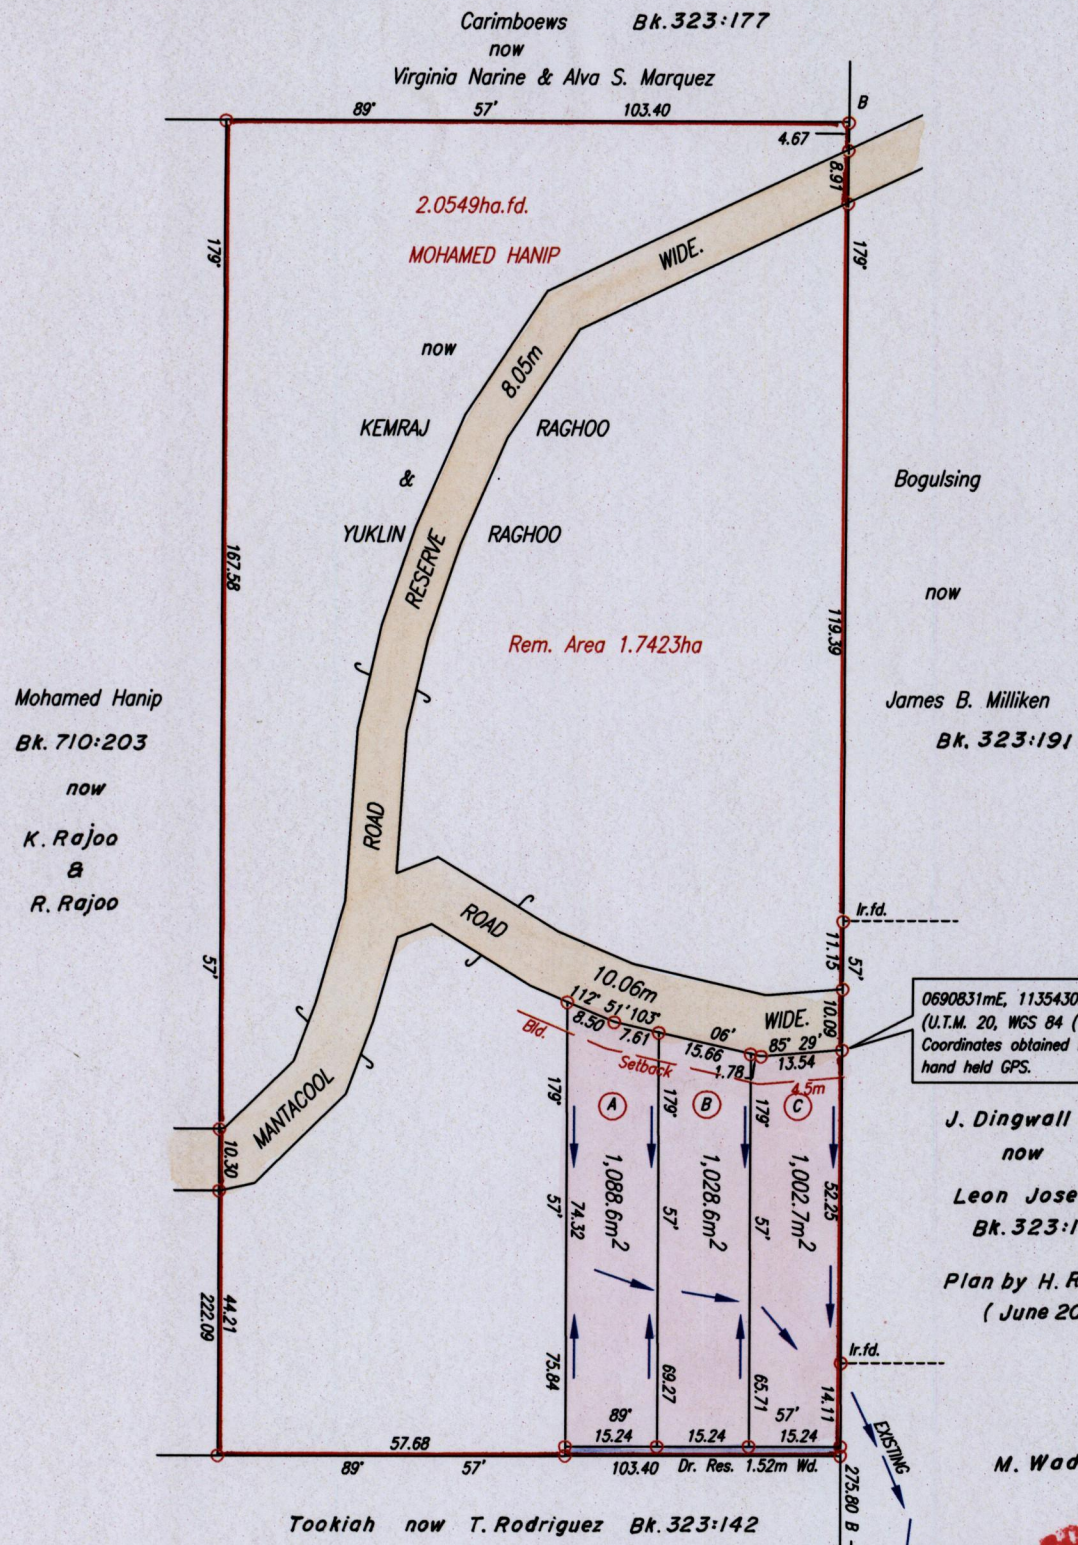 Carimboews Bk.323:177
now
Virginia Narine & Alva S. Marquez
89° 57' 103.40
B
4.67
8.91
2.0549ha.fd.
MOHAMED HANIP
179°
WIDE.
179°
now
8.05m
KEMRAJ RAGHOO
&
YUKLIN RAGHOO
RESERVE
Bogulsing
now
167.58
119.39
Rem. Area 1.7423ha
Mohamed Hanip
Bk. 710:203
now
K. Rajoo
&
R. Rajoo
James B. Milliken
Bk. 323:191
ROAD
ROAD
Ir.fd.
57'
11.15
57'
10.06m
WIDE.
10.09
0690831mE, 1135430
(U.T.M. 20, WGS 84 (
Coordinates obtained
hand held GPS.
112° 51' 103°
06'
85° 29'
8.50
7.61
15.66
1.78
13.54
Bld.
Setback
4.5m
MANTACOOL
10.30
179°
A
179°
B
179°
C
J. Dingwall
now
Leon Jose
Bk. 323:1
57'
74.32
1,088.6m2
57'
1,028.6m2
57'
1,002.7m2
52.25
Plan by H. R
( June 20
44.21
222.09
Ir.fd.
75.84
69.27
65.71
14.11
89° 57'
15.24 15.24 15.24
57.68
89° 57' 103.40 Dr. Res. 1.52m Wd.
EXISTING
275.80 B
M. Wad
Tookiah now T. Rodriguez Bk.323:142